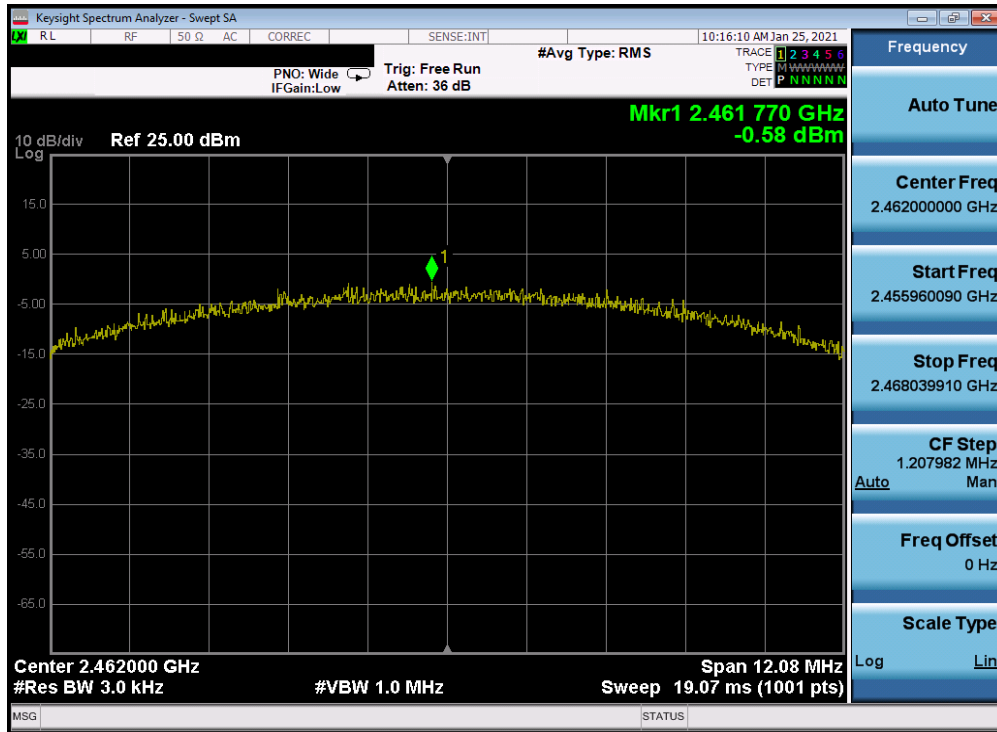 Keysight Spectrum Analyzer - Swept SA
LXI RL RF 50 Ω AC CORREC SENSE:INT 10:16:10 AM Jan 25, 2021
#Avg Type: RMS
TRACE 1 2 3 4 5 6
TYPE M WWWWW
DET P N N N N N
PNO: Wide
IFGain:Low
Trig: Free Run
Atten: 36 dB
Mkr1 2.461 770 GHz
-0.58 dBm
10 dB/div Ref 25.00 dBm
Log
15.0
5.00
-5.00
-15.0
-25.0
-35.0
-45.0
-55.0
-65.0
1
Center 2.462000 GHz
Span 12.08 MHz
#Res BW 3.0 kHz
#VBW 1.0 MHz
Sweep 19.07 ms (1001 pts)
MSG
STATUS
Frequency
Auto Tune
Center Freq
2.462000000 GHz
Start Freq
2.455960090 GHz
Stop Freq
2.468039910 GHz
CF Step
1.207982 MHz
Auto Man
Freq Offset
0 Hz
Scale Type
Log Lin